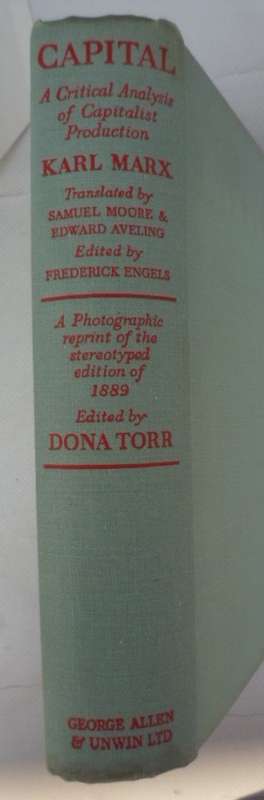 CAPITAL
A Critical Analysis
of Capitalist
Production
KARL MARX
Translated by
SAMUEL MOORE &
EDWARD AVELING
Edited by
FREDERICK ENGELS
A Photographic
reprint of the
stereotyped
edition of
1889
Edited by
DONA TORR
GEORGE ALLEN
& UNWIN LTD